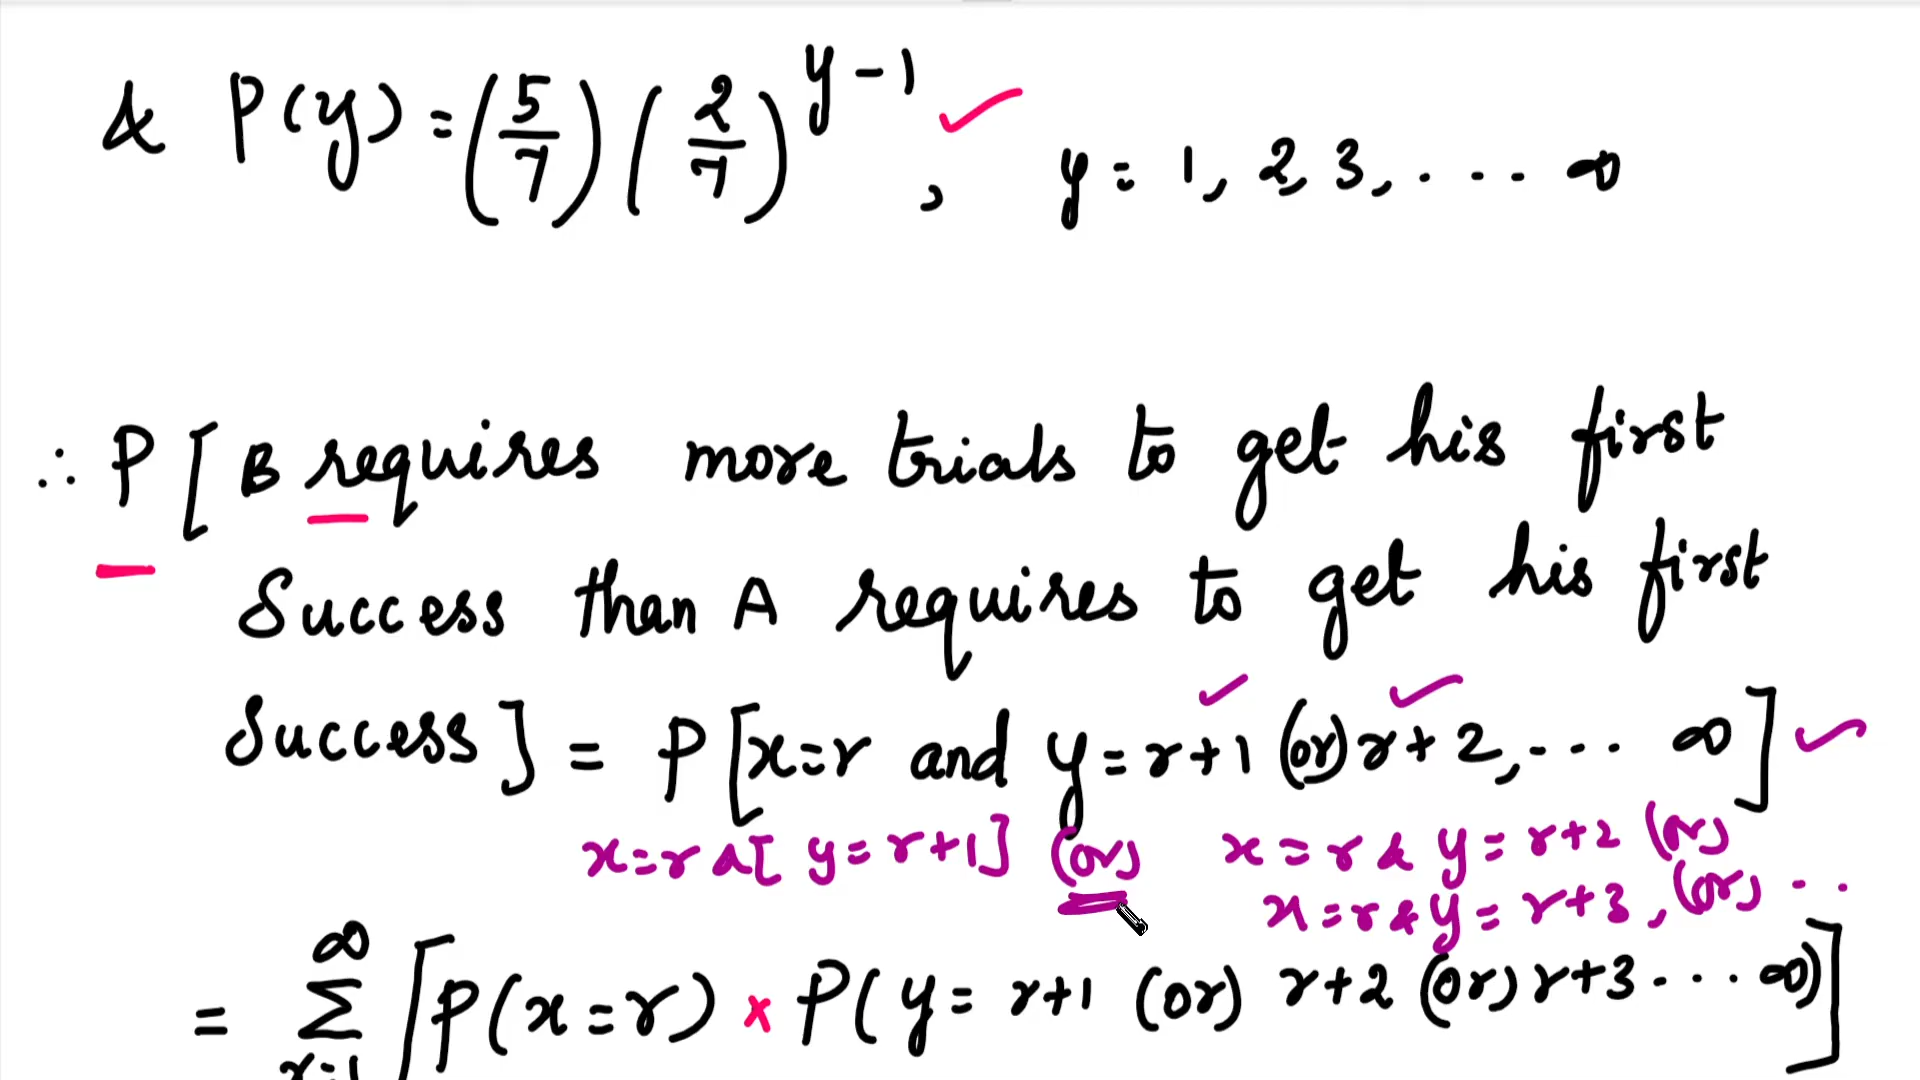 & P(y) = (5/7) (2/7)^{y-1}, y = 1, 2, 3, .... ∞
∴ P [ B requires more trials to get his first
Success than A requires to get his first
Success ] = P [x=r and y=r+1 (or) r+2, ... ∞ ]
x=r &[ y=r+1] (or) x=r & y=r+2 (or)
x=r & y=r+3, (or) ...
= ∑_{r=1}^{∞} [P(x=r) × P( y= r+1 (or) r+2 (or) r+3 ... ∞)]